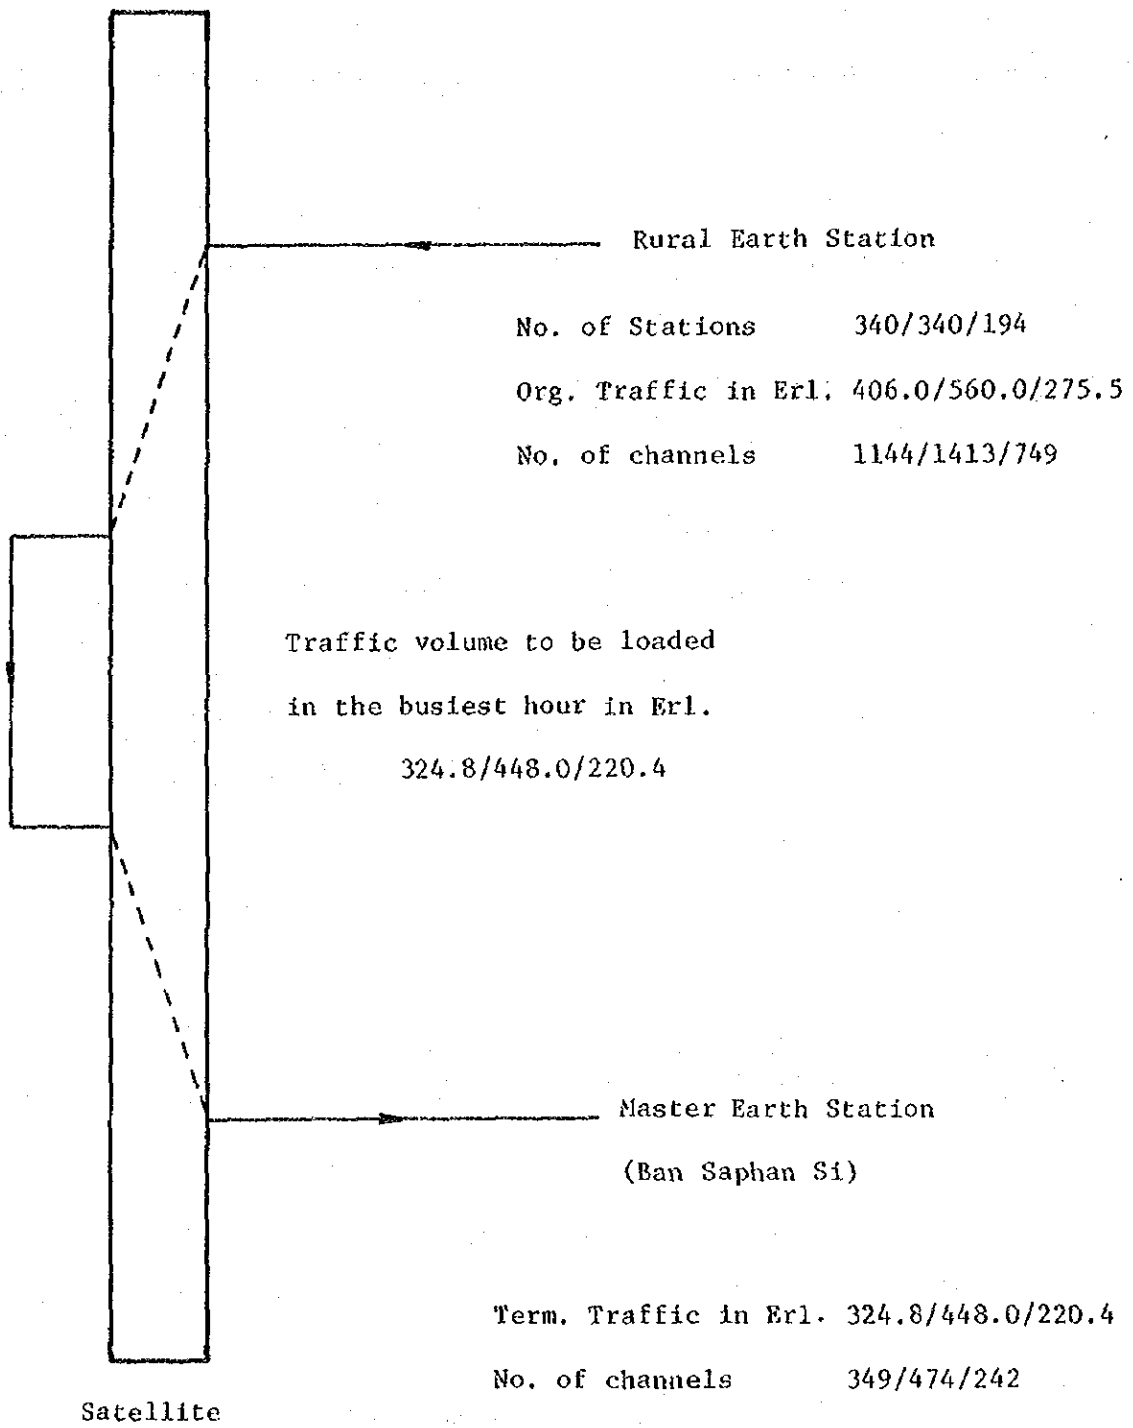 Rural Earth Station
No. of Stations 340/340/194
Org. Traffic in Erl. 406.0/560.0/275.5
No. of channels 1144/1413/749
Traffic volume to be loaded
in the busiest hour in Erl.
324.8/448.0/220.4
Master Earth Station
(Ban Saphan Si)
Term. Traffic in Erl. 324.8/448.0/220.4
No. of channels 349/474/242
Satellite